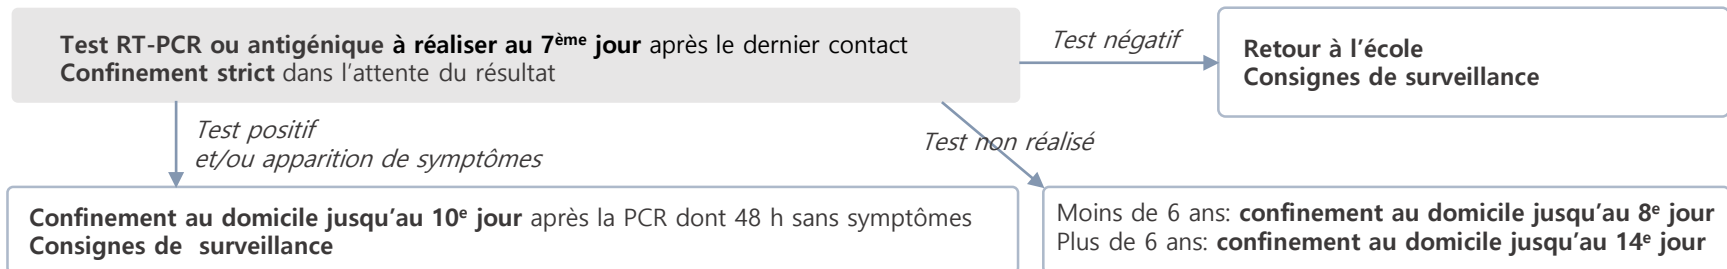 Test RT-PCR ou antigénique à réaliser au 7ème jour après le dernier contact
Confinement strict dans l'attente du résultat
Test négatif
Retour à l'école
Consignes de surveillance
Test positif
et/ou apparition de symptômes
Test non réalisé
Confinement au domicile jusqu'au 10e jour après la PCR dont 48 h sans symptômes
Consignes de surveillance
Moins de 6 ans: confinement au domicile jusqu'au 8e jour
Plus de 6 ans: confinement au domicile jusqu'au 14e jour